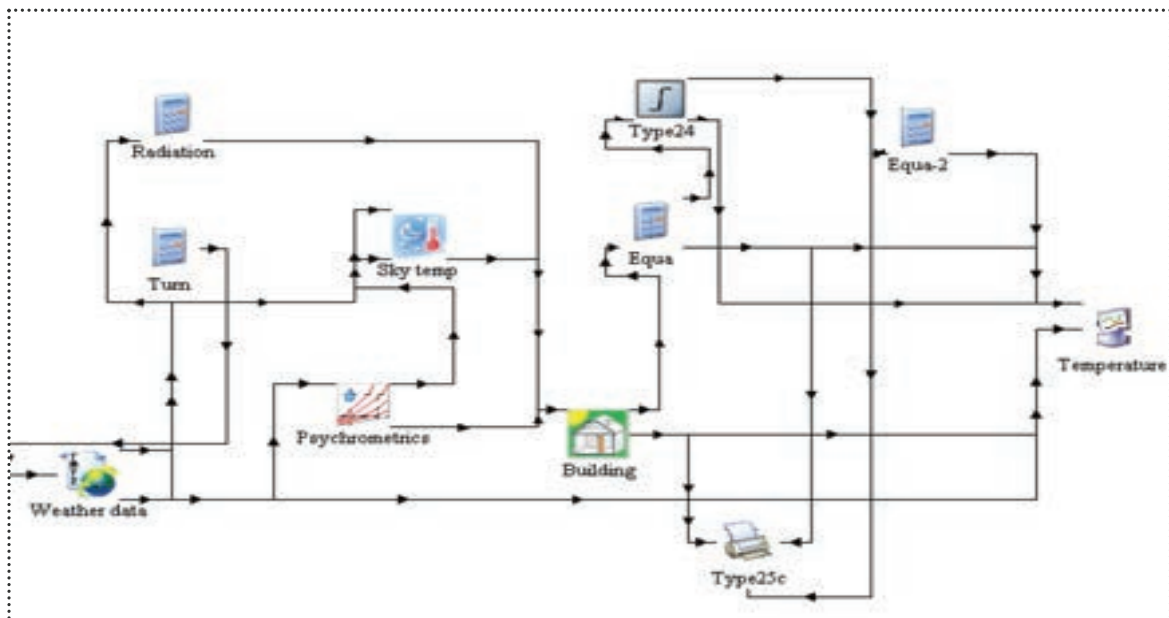 Radiation
Type24
Equa-2
Turn
Sky temp
Equa
Temperature
Psychrometrics
Building
Weather data
Type25c